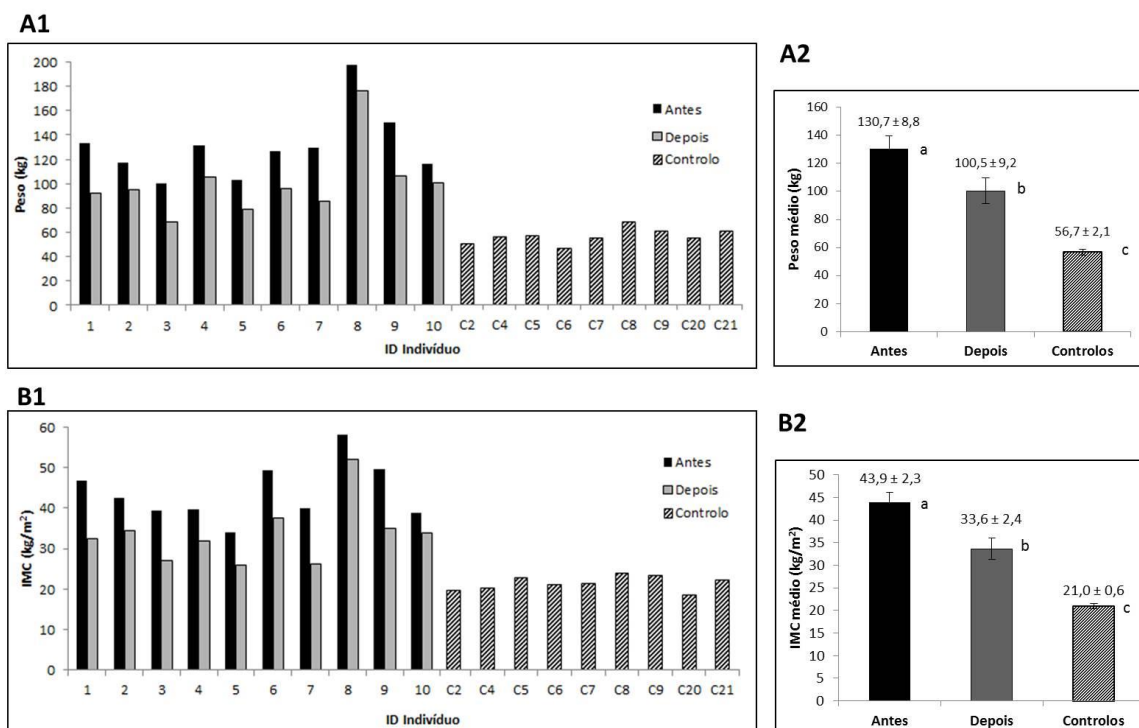 A1
Peso (kg)
200
180
160
140
120
100
80
60
40
20
0
Antes
Depois
Controlo
1 2 3 4 5 6 7 8 9 10 C2 C4 C5 C6 C7 C8 C9 C20 C21
ID Indivíduo
A2
Peso médio (kg)
160
140
120
100
80
60
40
20
0
130,7 ± 8,8
a
100,5 ± 9,2
b
56,7 ± 2,1
c
Antes Depois Controlos
B1
IMC (kg/m²)
60
50
40
30
20
10
0
Antes
Depois
Controlo
1 2 3 4 5 6 7 8 9 10 C2 C4 C5 C6 C7 C8 C9 C20 C21
ID Indivíduo
B2
IMC médio (kg/m²)
50
45
40
35
30
25
20
15
10
5
0
43,9 ± 2,3
a
33,6 ± 2,4
b
21,0 ± 0,6
c
Antes Depois Controlos